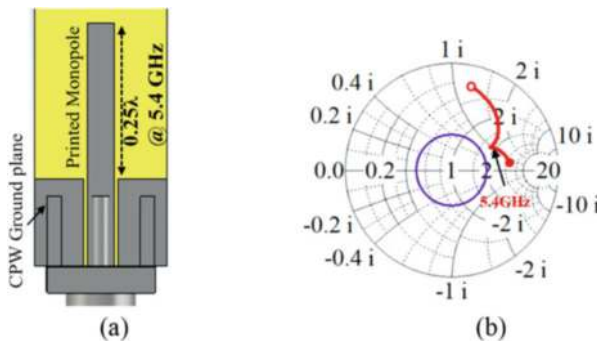 Printed Monopole
0.25λ
@ 5.4 GHz
CPW Ground plane
(a)
1 i
0.4 i
2 i
0.2 i
2 i
10 i
0.0
0.2
1
2
20
5.4GHz
-10 i
-0.2 i
-2 i
-0.4 i
-2 i
-1 i
(b)